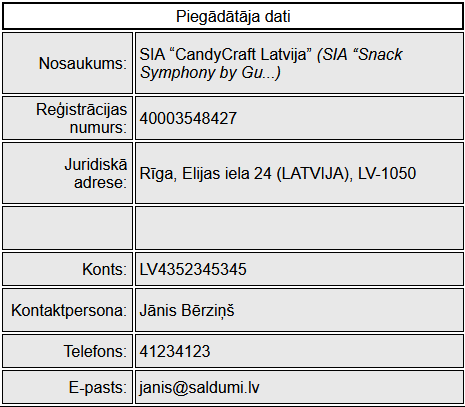 Piegādātāja dati
Nosaukums:
SIA “CandyCraft Latvija” (SIA “Snack
Symphony by Gu...)
Reģistrācijas
numurs:
40003548427
Juridiskā
adrese:
Rīga, Elijas iela 24 (LATVIJA), LV-1050
Konts:
LV4352345345
Kontaktpersona:
Jānis Bērziņš
Telefons:
41234123
E-pasts:
janis@saldumi.lv